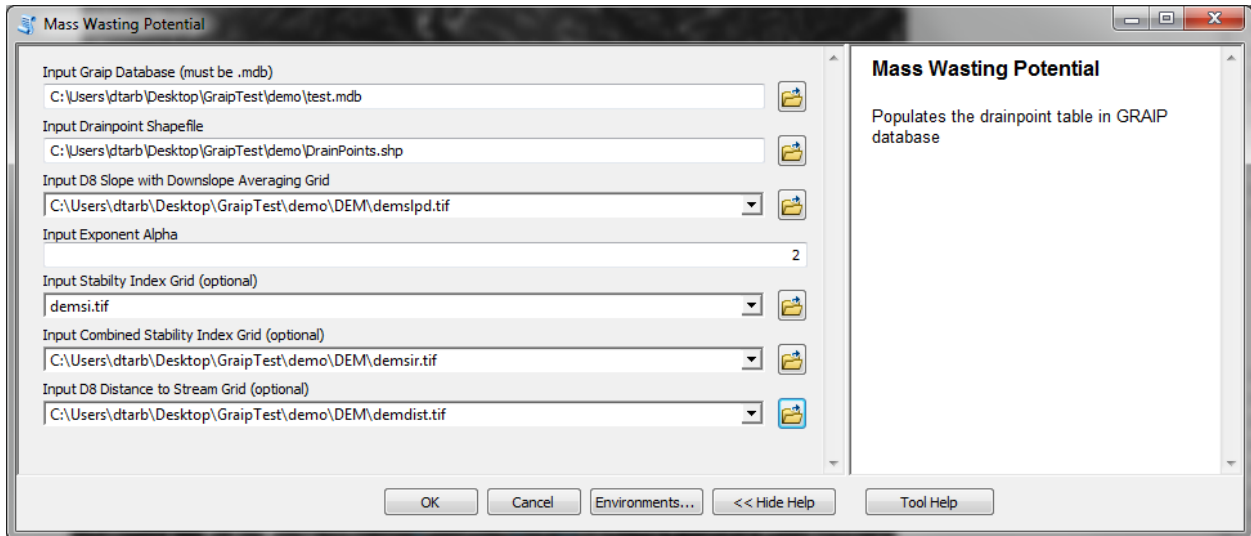 Mass Wasting Potential
Input Graip Database (must be .mdb)
C:\Users\dtarb\Desktop\GraipTest\demo\test.mdb
Input Drainpoint Shapefile
C:\Users\dtarb\Desktop\GraipTest\demo\DrainPoints.shp
Input D8 Slope with Downslope Averaging Grid
C:\Users\dtarb\Desktop\GraipTest\demo\DEM\demslpd.tif
Input Exponent Alpha
2
Input Stabilty Index Grid (optional)
demsi.tif
Input Combined Stability Index Grid (optional)
C:\Users\dtarb\Desktop\GraipTest\demo\DEM\demsir.tif
Input D8 Distance to Stream Grid (optional)
C:\Users\dtarb\Desktop\GraipTest\demo\DEM\demdist.tif
Mass Wasting Potential
Populates the drainpoint table in GRAIP
database
OK Cancel Environments... << Hide Help Tool Help